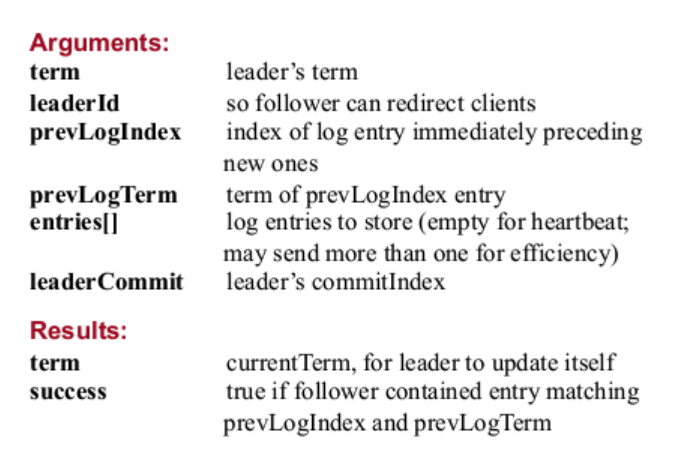 Arguments:
term leader's term
leaderId so follower can redirect clients
prevLogIndex index of log entry immediately preceding
new ones
prevLogTerm term of prevLogIndex entry
entries[] log entries to store (empty for heartbeat;
may send more than one for efficiency)
leaderCommit leader's commitIndex
Results:
term currentTerm, for leader to update itself
success true if follower contained entry matching
prevLogIndex and prevLogTerm